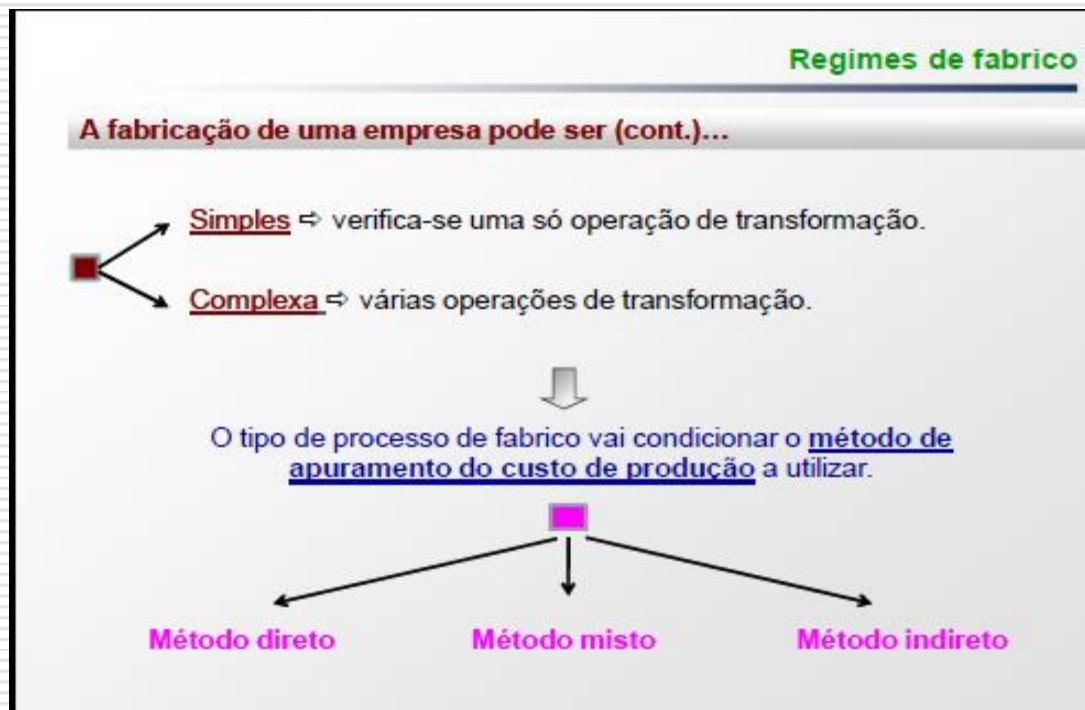 Regimes de fabrico
A fabricação de uma empresa pode ser (cont.)...
Simples ⇨ verifica-se uma só operação de transformação.
Complexa ⇨ várias operações de transformação.
O tipo de processo de fabrico vai condicionar o método de
apuramento do custo de produção a utilizar.
Método direto Método misto Método indireto